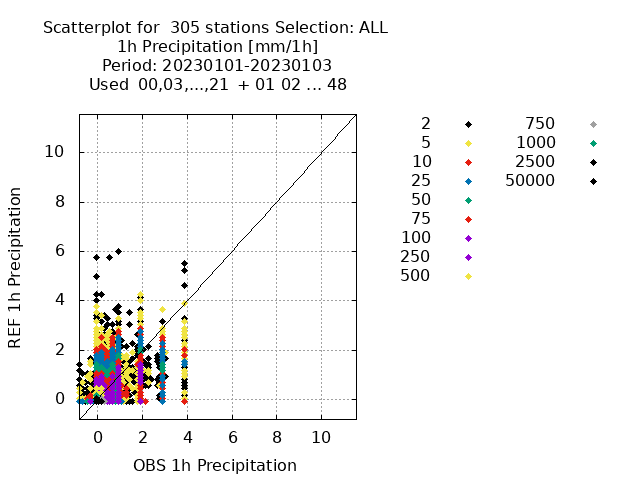 Scatterplot for  305 stations Selection: ALL
1h Precipitation [mm/1h]
Period: 20230101-20230103
Used  00,03,...,21  + 01 02 ... 48
2
5
10
25
50
75
100
250
500
750
1000
2500
50000
REF 1h Precipitation
10
8
6
4
2
0
0 2 4 6 8 10
OBS 1h Precipitation